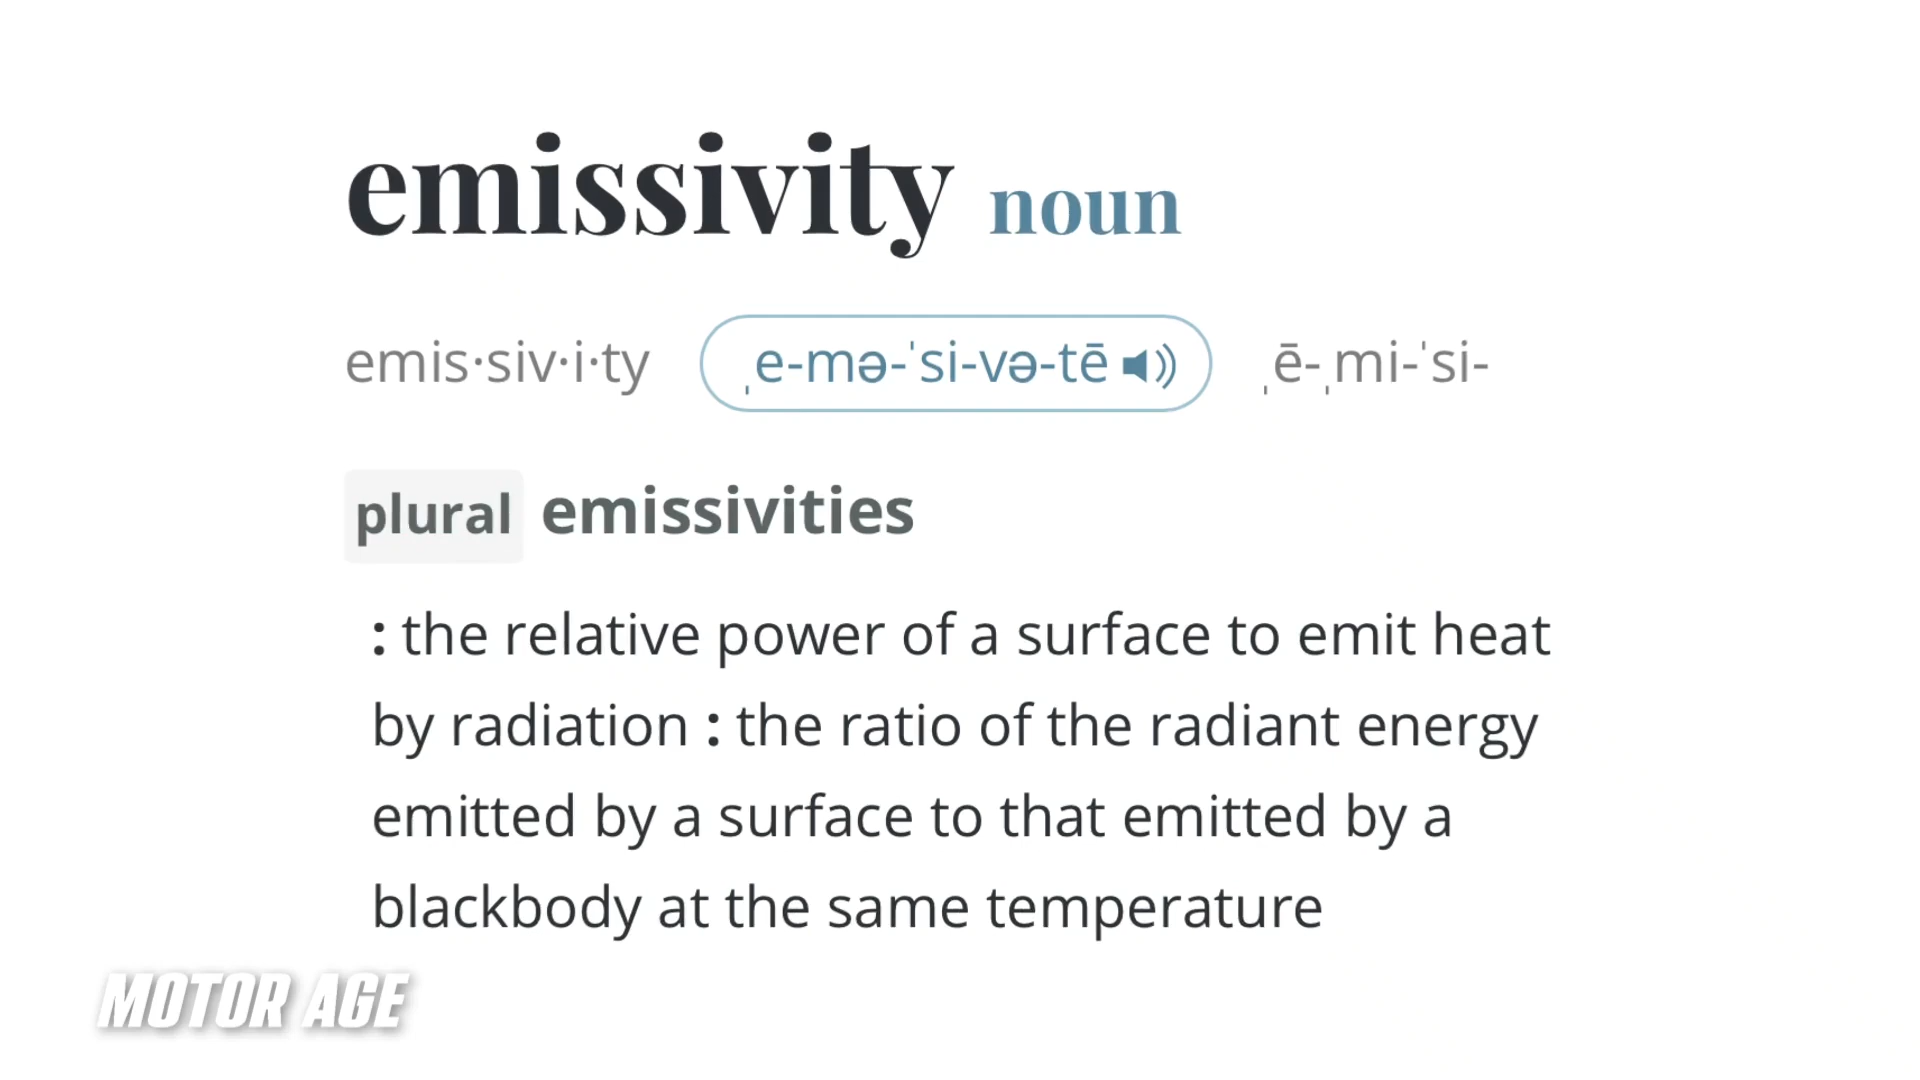 emissivity noun
emis·siv·i·ty ˌe-mə-ˈsi-və-tē ˌē-ˌmi-ˈsi-
plural emissivities
: the relative power of a surface to emit heat
by radiation : the ratio of the radiant energy
emitted by a surface to that emitted by a
blackbody at the same temperature
MOTOR AGE